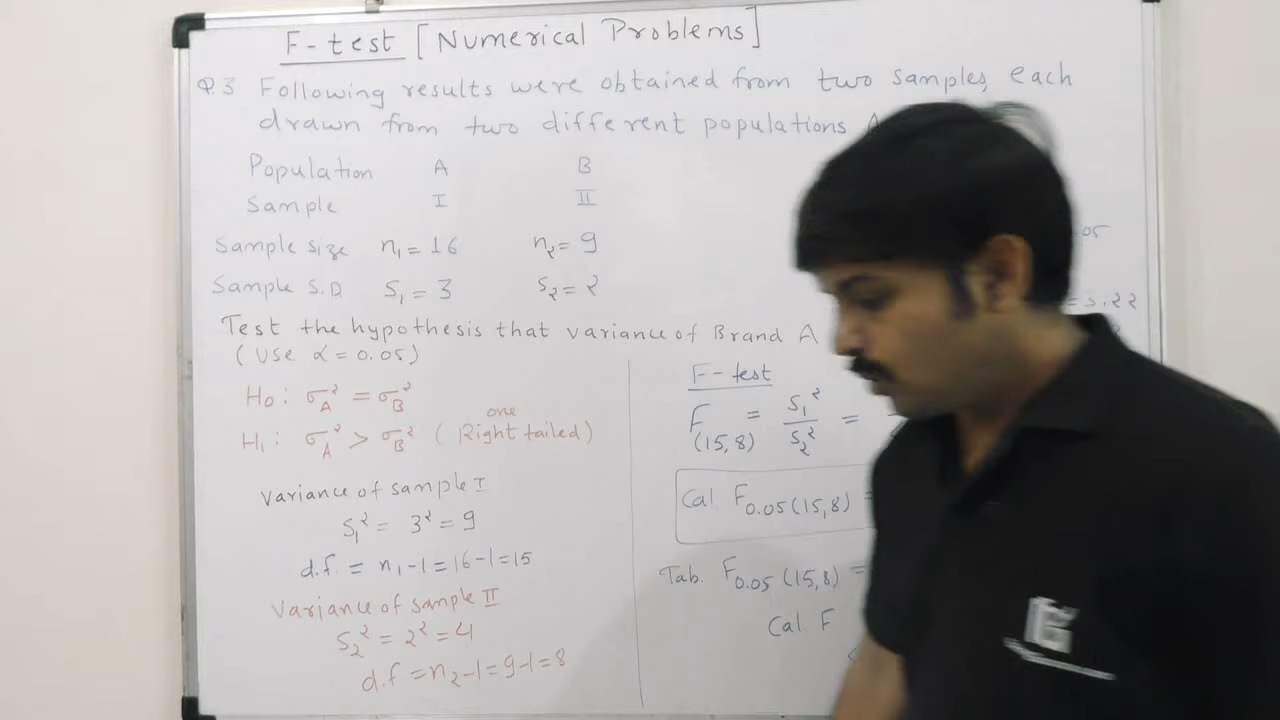 F-test [Numerical Problems]
Q.3 Following results were obtained from two samples, each
drawn from two different populations
Population A B
Sample I II
Sample size n₁ = 16 n₂ = 9
Sample S.D S₁ = 3 S₂ = 2
Test the hypothesis that variance of Brand A
(Use α = 0.05)
H₀: σ_A² = σ_B²
H₁: σ_A² > σ_B² (Right one tailed)
Variance of sample I
S₁² = 3² = 9
d.f. = n₁-1 = 16-1 = 15
Variance of sample II
S₂² = 2² = 4
d.f = n₂-1 = 9-1 = 8
F-test
F(15,8) = S₁²/S₂² =
Cal F₀.₀₅(15,8) =
Tab. F₀.₀₅(15,8) =
Cal F